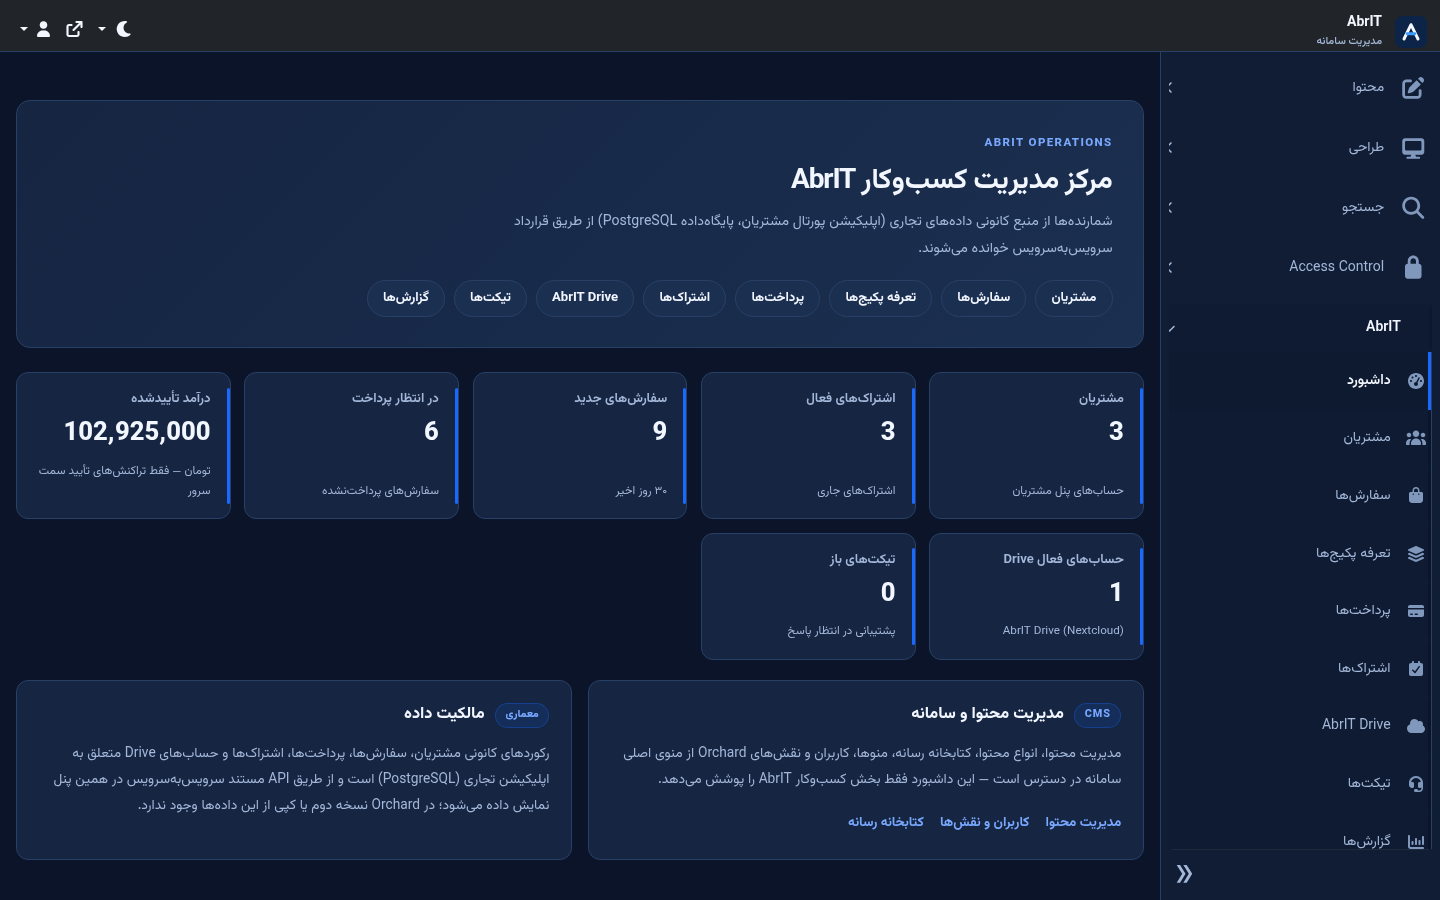 AbrIT
مدیریت سامانه
محتوا
طراحی
جستجو
Access Control
AbrIT
داشبورد
مشتریان
سفارش‌ها
تعرفه پکیج‌ها
پرداخت‌ها
اشتراک‌ها
AbrIT Drive
تیکت‌ها
گزارش‌ها
ABRIT OPERATIONS
مرکز مدیریت کسب‌وکار AbrIT
شمارنده‌ها از منبع کانونی داده‌های تجاری (اپلیکیشن پورتال مشتریان، پایگاه‌داده PostgreSQL) از طریق قرارداد
سرویس‌به‌سرویس خوانده می‌شوند.
مشتریان
سفارش‌ها
تعرفه پکیج‌ها
پرداخت‌ها
اشتراک‌ها
AbrIT Drive
تیکت‌ها
گزارش‌ها
مشتریان
3
حساب‌های پنل مشتریان
اشتراک‌های فعال
3
اشتراک‌های جاری
سفارش‌های جدید
9
۳۰ روز اخیر
در انتظار پرداخت
6
سفارش‌های پرداخت‌نشده
درآمد تأییدشده
102,925,000
تومان — فقط تراکنش‌های تأیید سمت
سرور
حساب‌های فعال Drive
1
AbrIT Drive (Nextcloud)
تیکت‌های باز
0
پشتیبانی در انتظار پاسخ
CMS
مدیریت محتوا و سامانه
مدیریت محتوا، انواع محتوا، کتابخانه رسانه، منوها، کاربران و نقش‌های Orchard از منوی اصلی
سامانه در دسترس است — این داشبورد فقط بخش کسب‌وکار AbrIT را پوشش می‌دهد.
مدیریت محتوا
کاربران و نقش‌ها
کتابخانه رسانه
معماری
مالکیت داده
رکوردهای کانونی مشتریان، سفارش‌ها، پرداخت‌ها، اشتراک‌ها و حساب‌های Drive متعلق به
اپلیکیشن تجاری (PostgreSQL) است و از طریق API مستند سرویس‌به‌سرویس در همین پنل
نمایش داده می‌شود؛ در Orchard نسخه دوم یا کپی از این داده‌ها وجود ندارد.